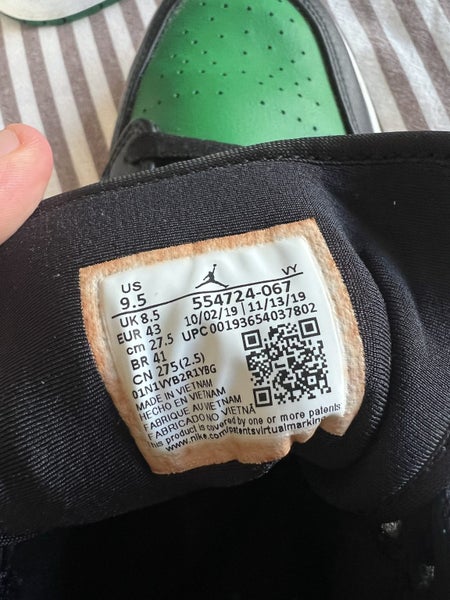 US VY
9.5 554724-067
UK 8.5 10/02/19 | 11/13/19
EUR 43 UPC00193654037802
cm 27.5
BR 41
CN 275(2.5)
01N1VYB2R1YBG
MADE IN VIETNAM
HECHO EN VIETNAM
FABRIQUE AU VIETNAM
FABRICADO DO VIETNÃ
his product is covered by one or more patents
www.nike.com/patentsvirtualmarking